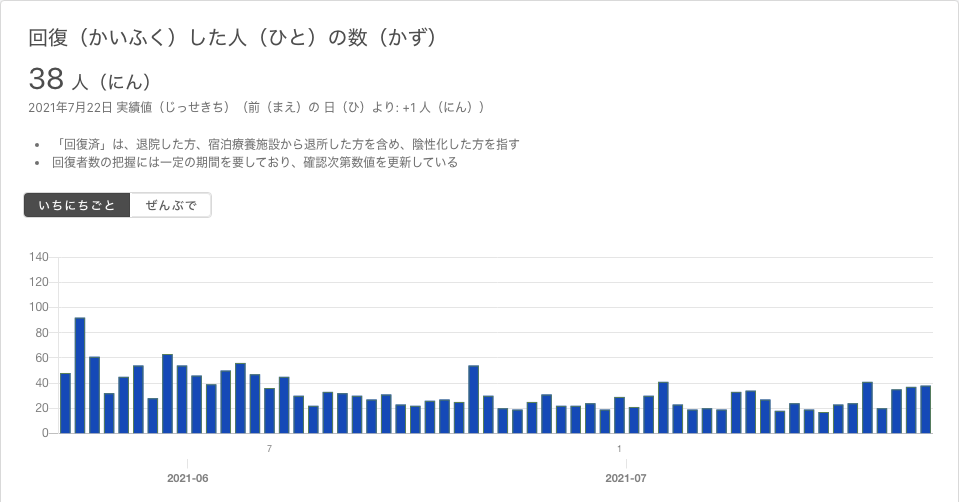 回復（かいふく）した人（ひと）の数（かず）
38 人（にん）
2021年7月22日 実績値（じっせきち）（前（まえ）の 日（ひ）より: +1 人（にん））
• 「回復済」は、退院した方、宿泊療養施設から退所した方を含め、陰性化した方を指す
• 回復者数の把握には一定の期間を要しており、確認次第数値を更新している
いちにちごと ぜんぶで
140
120
100
80
60
40
20
0
7 1
2021-06 2021-07